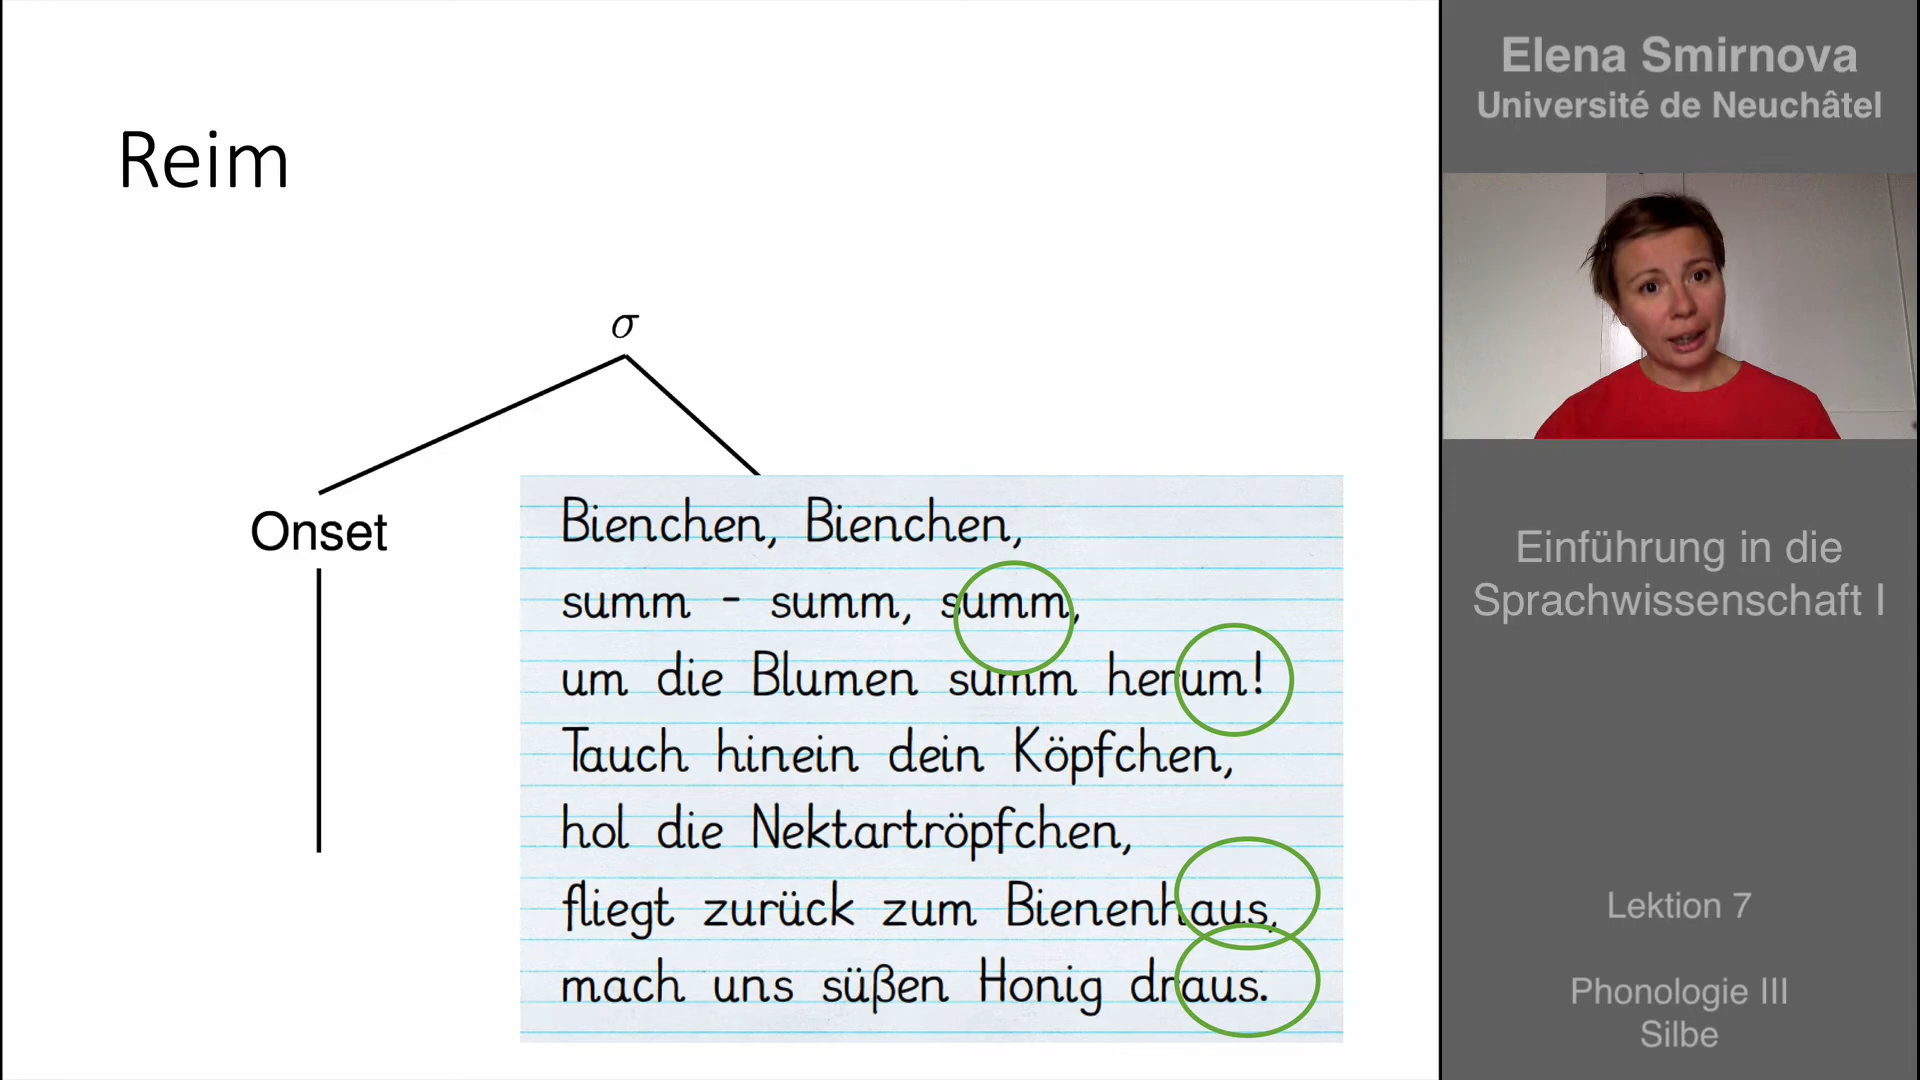 Reim
σ
Onset
Bienchen, Bienchen,
summ - summ, summ,
um die Blumen summ herum!
Tauch hinein dein Köpfchen,
hol die Nektartröpfchen,
fliegt zurück zum Bienenhaus,
mach uns süßen Honig draus.
Elena Smirnova
Université de Neuchâtel
Einführung in die
Sprachwissenschaft I
Lektion 7
Phonologie III
Silbe